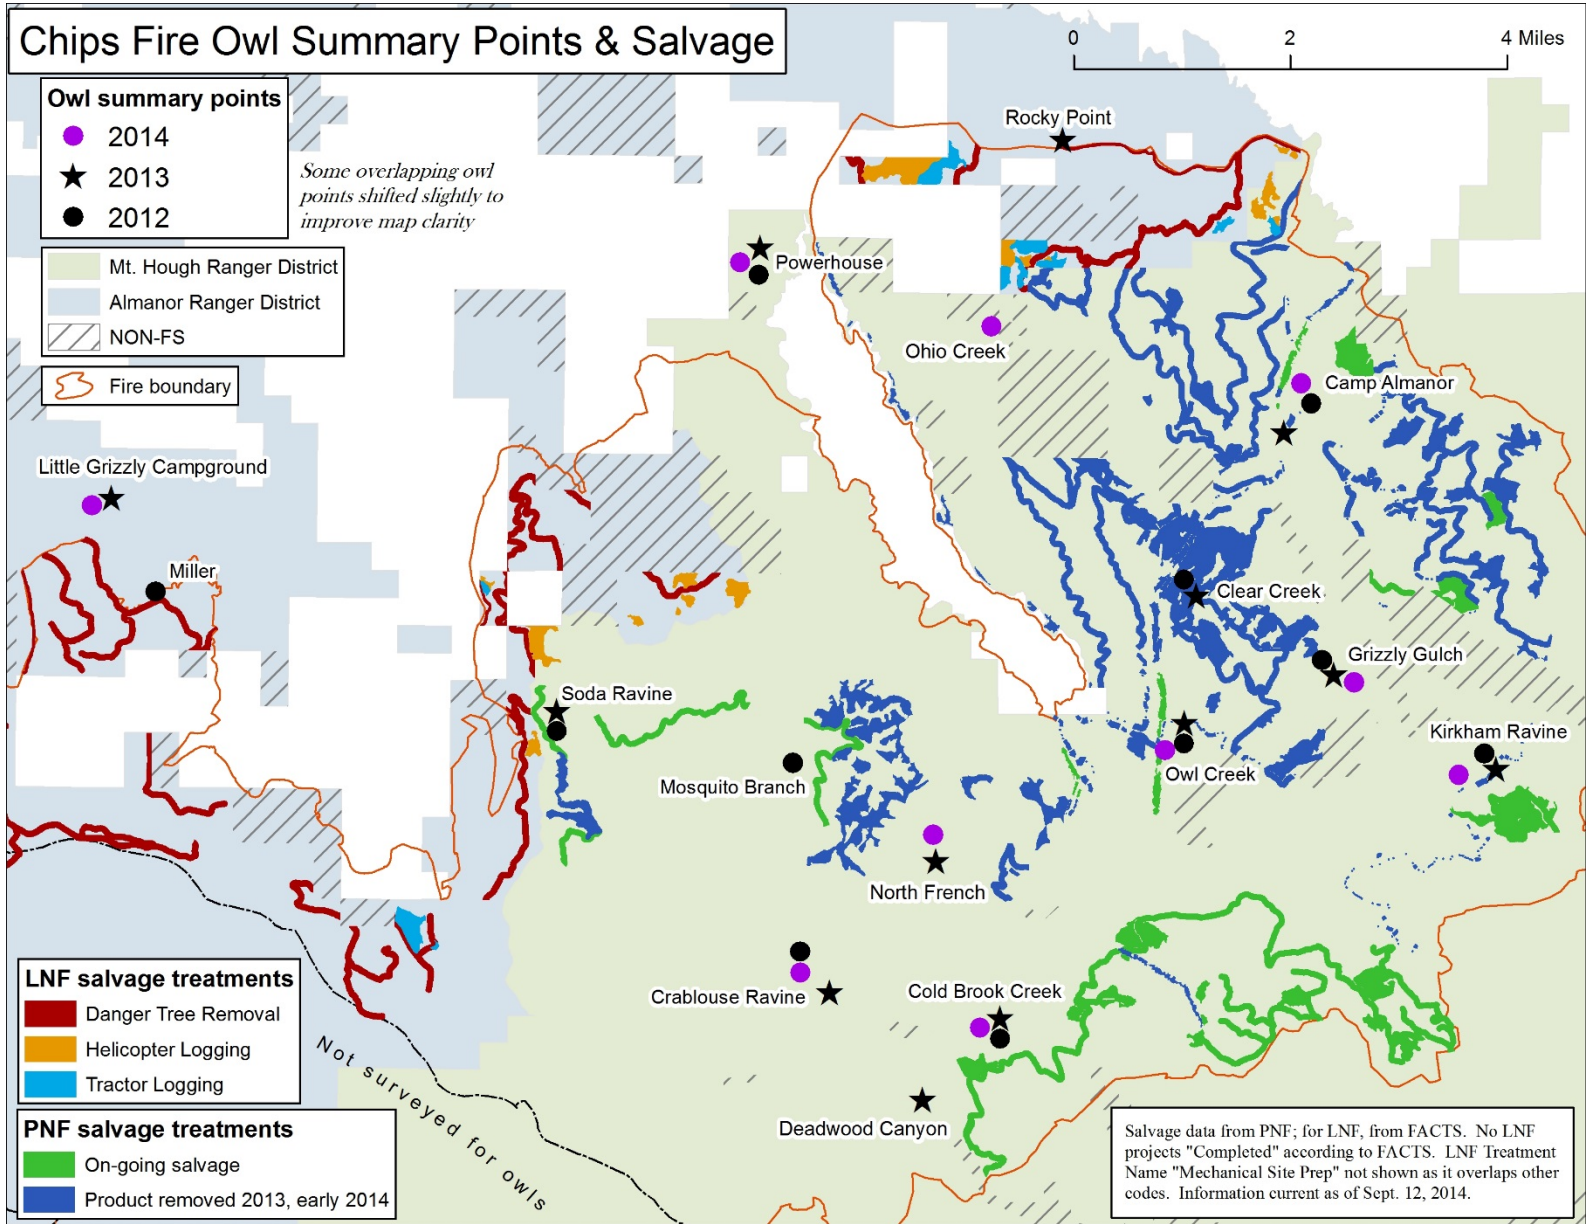 Chips Fire Owl Summary Points & Salvage
0 2 4 Miles
Owl summary points
2014
2013
2012
Some overlapping owl
points shifted slightly to
improve map clarity
Mt. Hough Ranger District
Almanor Ranger District
NON-FS
Fire boundary
Rocky Point
Powerhouse
Ohio Creek
Camp Almanor
Little Grizzly Campground
Miller
Clear Creek
Grizzly Gulch
Soda Ravine
Kirkham Ravine
Owl Creek
Mosquito Branch
North French
Crablouse Ravine
Cold Brook Creek
Deadwood Canyon
Not surveyed for owls
LNF salvage treatments
Danger Tree Removal
Helicopter Logging
Tractor Logging
PNF salvage treatments
On-going salvage
Product removed 2013, early 2014
Salvage data from PNF; for LNF, from FACTS. No LNF
projects "Completed" according to FACTS. LNF Treatment
Name "Mechanical Site Prep" not shown as it overlaps other
codes. Information current as of Sept. 12, 2014.